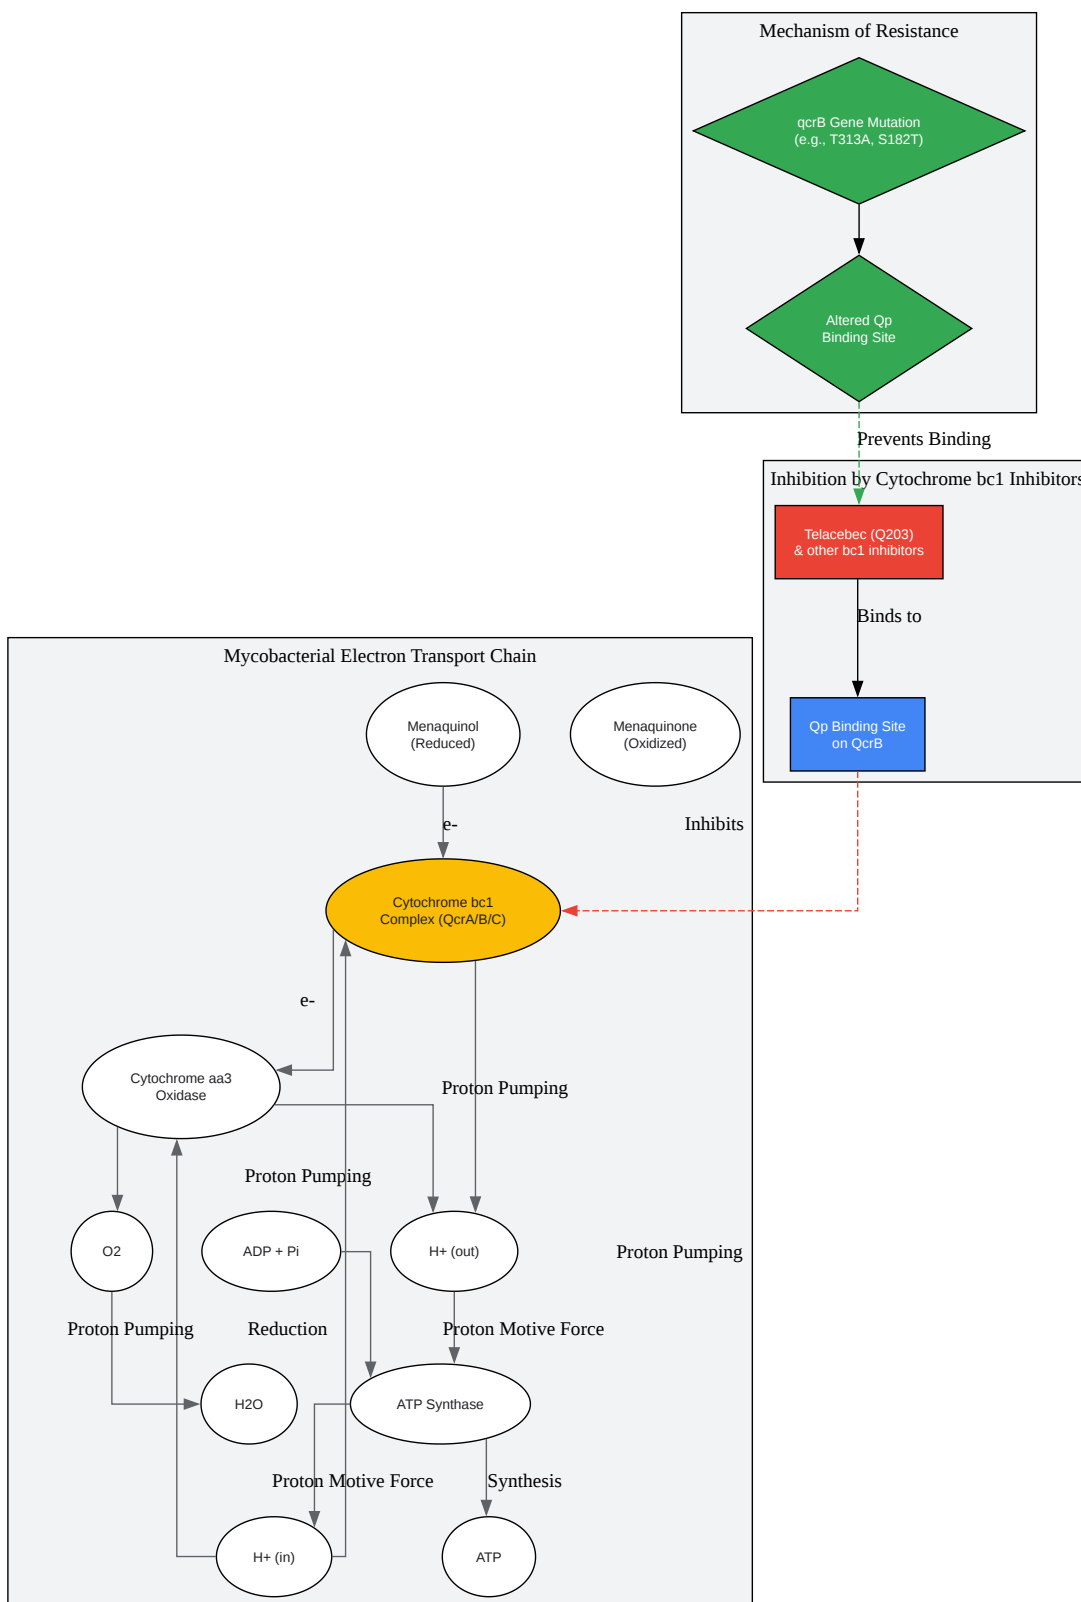 Mechanism of Resistance
qcrB Gene Mutation
(e.g., T313A, S182T)
Altered Qp
Binding Site
Prevents Binding
Inhibition by Cytochrome bc1 Inhibitors
Telacebec (Q203)
& other bc1 inhibitors
Binds to
Qp Binding Site
on QcrB
Mycobacterial Electron Transport Chain
Menaquinol
(Reduced)
Menaquinone
(Oxidized)
e-
Inhibits
Cytochrome bc1
Complex (QcrA/B/C)
e-
Cytochrome aa3
Oxidase
Proton Pumping
Proton Pumping
O2
ADP + Pi
H+ (out)
Proton Pumping
Proton Pumping
Reduction
Proton Motive Force
H2O
ATP Synthase
Proton Motive Force
Synthesis
H+ (in)
ATP